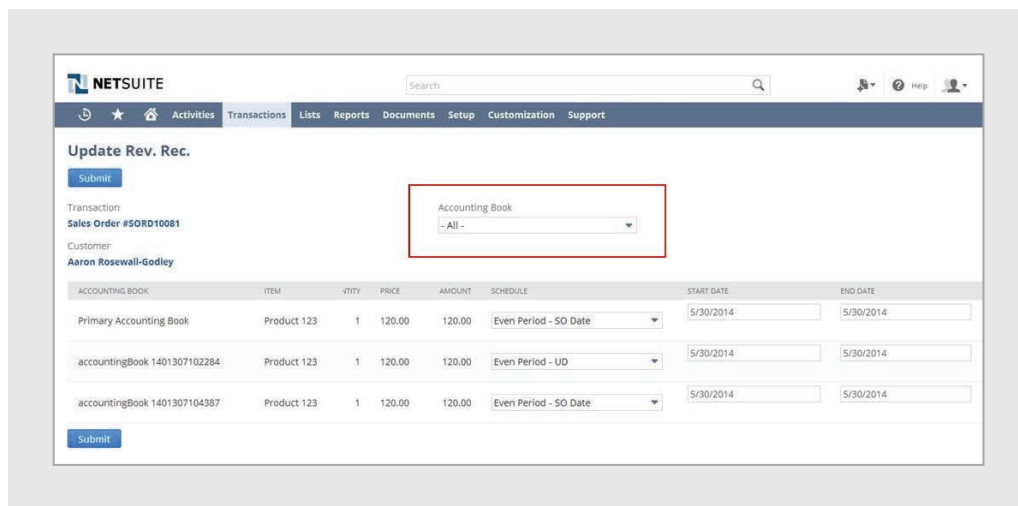 NETSUITE
Search
Help
Activities Transactions Lists Reports Documents Setup Customization Support
Update Rev. Rec.
Submit
Transaction
Sales Order #SORD10081
Accounting Book
- All -
Customer
Aaron Rosewall-Godley
ACCOUNTING BOOK ITEM NTITY PRICE AMOUNT SCHEDULE START DATE END DATE
Primary Accounting Book Product 123 1 120.00 120.00 Even Period - SO Date 5/30/2014 5/30/2014
accountingBook 1401307102284 Product 123 1 120.00 120.00 Even Period - UD 5/30/2014 5/30/2014
accountingBook 1401307104387 Product 123 1 120.00 120.00 Even Period - SO Date 5/30/2014 5/30/2014
Submit